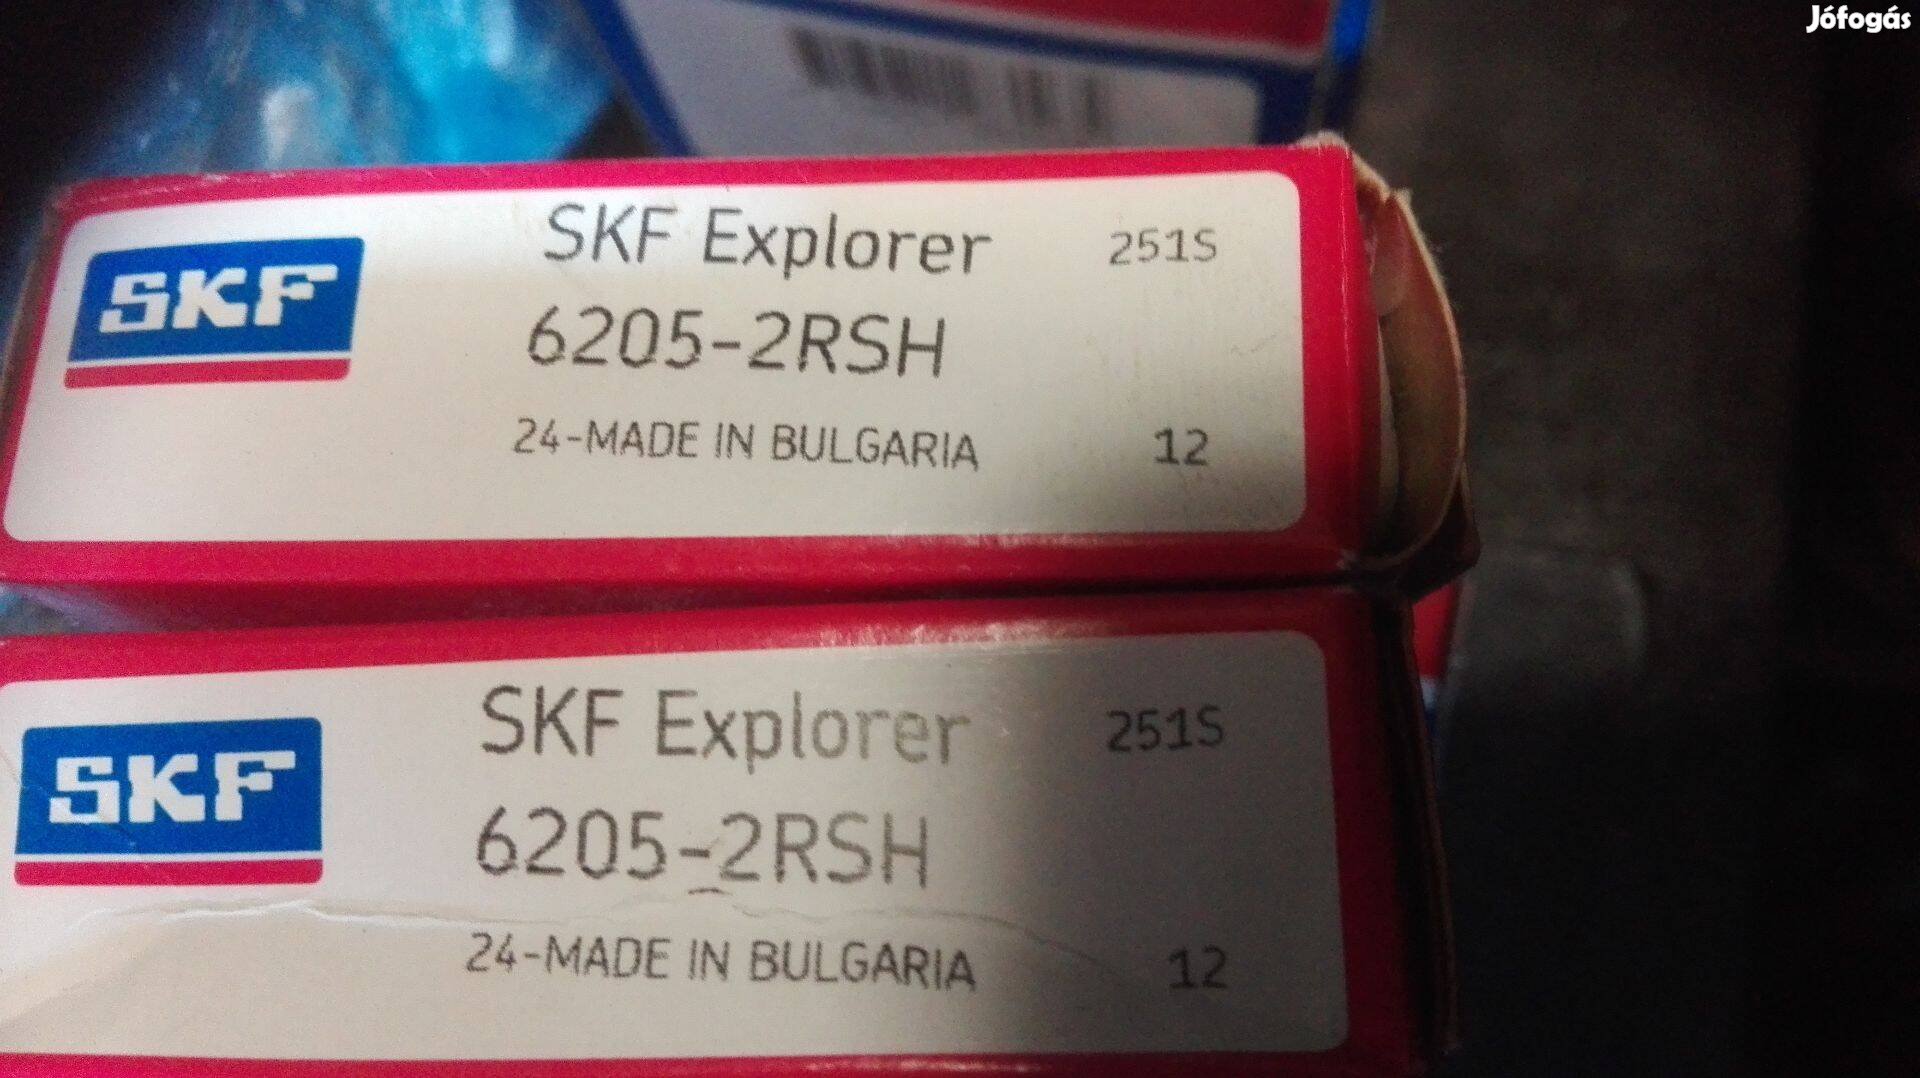 Jófogás
SKF
SKF Explorer 251S
6205-2RSH
24-MADE IN BULGARIA 12
SKF
SKF Explorer 251S
6205-2RSH
24-MADE IN BULGARIA 12